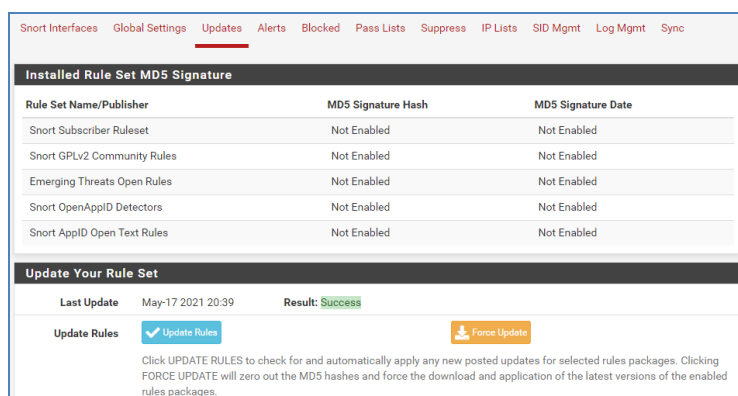 Snort Interfaces Global Settings Updates Alerts Blocked Pass Lists Suppress IP Lists SID Mgmt Log Mgmt Sync
Installed Rule Set MD5 Signature
Rule Set Name/Publisher MD5 Signature Hash MD5 Signature Date
Snort Subscriber Ruleset Not Enabled Not Enabled
Snort GPLv2 Community Rules Not Enabled Not Enabled
Emerging Threats Open Rules Not Enabled Not Enabled
Snort OpenAppID Detectors Not Enabled Not Enabled
Snort AppID Open Text Rules Not Enabled Not Enabled
Update Your Rule Set
Last Update May-17 2021 20:39 Result: Success
Update Rules Update Rules Force Update
Click UPDATE RULES to check for and automatically apply any new posted updates for selected rules packages. Clicking
FORCE UPDATE will zero out the MD5 hashes and force the download and application of the latest versions of the enabled
rules packages.